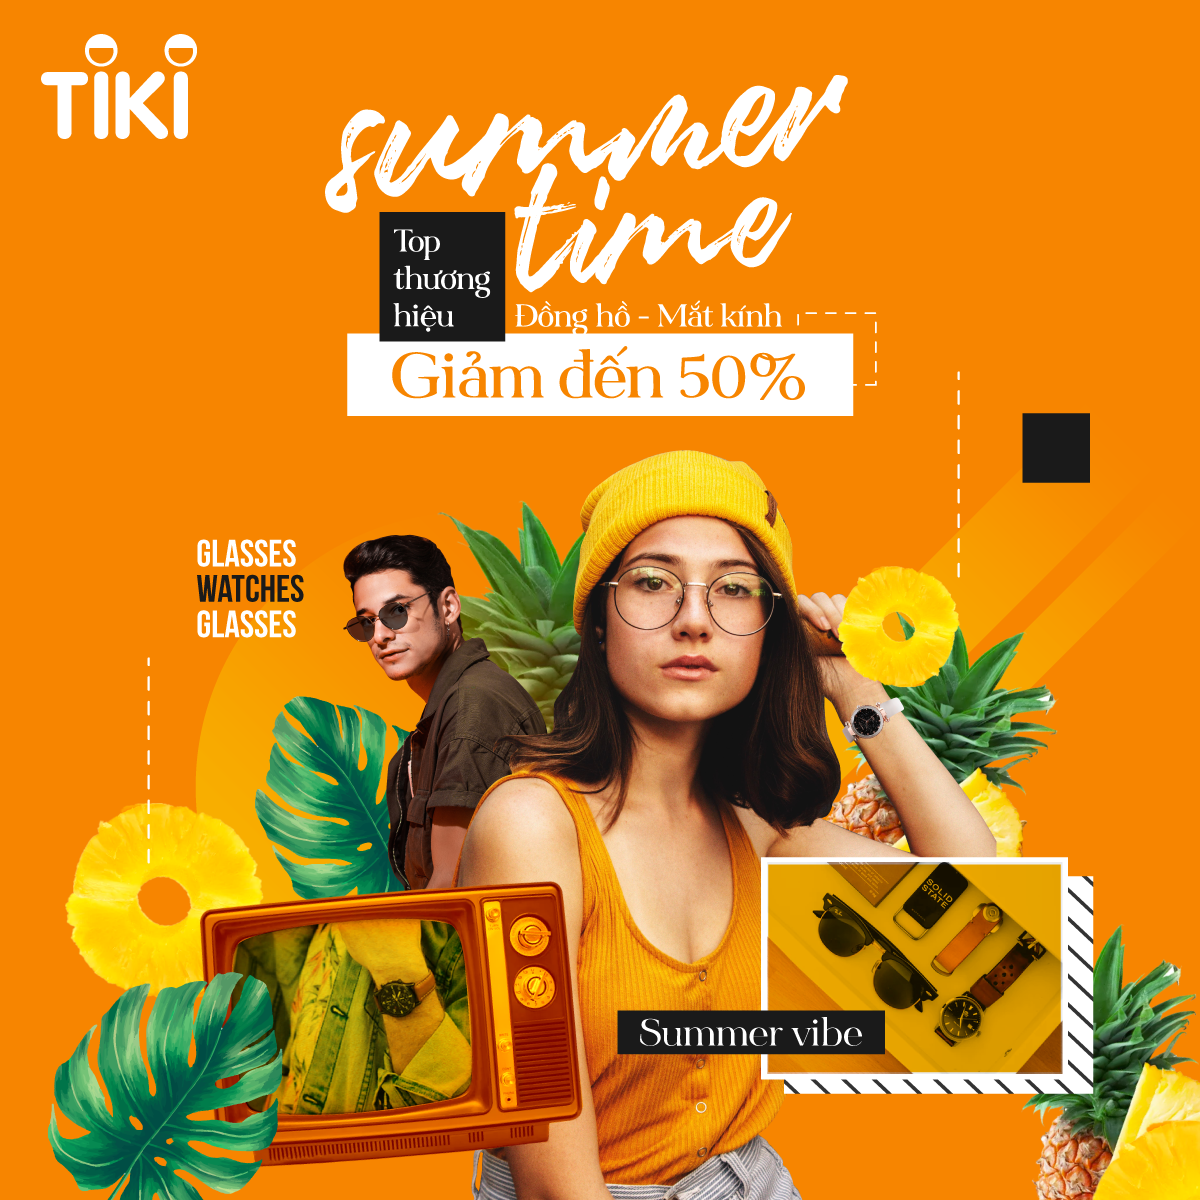 TIKI
summer
time
Top
thương
hiệu
Đồng hồ - Mắt kính
Giảm đến 50%
GLASSES
WATCHES
GLASSES
SOLID
STATE
Summer vibe